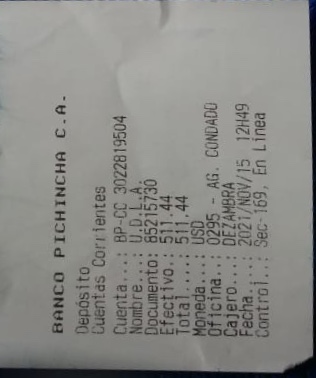 BANCO PICHINCHA C.A.
Depósito
Cuentas Corrientes
Cuenta...: BP-CC 3022819504
Nombre...: U.D.L.A
Documento: 85215730
Efectivo.: 511.44
Total....: 511.44
Moneda...: USD
Oficina..: 0295 - AG. CONDADO
Cajero...: DEZAMBRA
Fecha....: 2021/NOV/15 12H49
Control..: Sec-169, En Línea